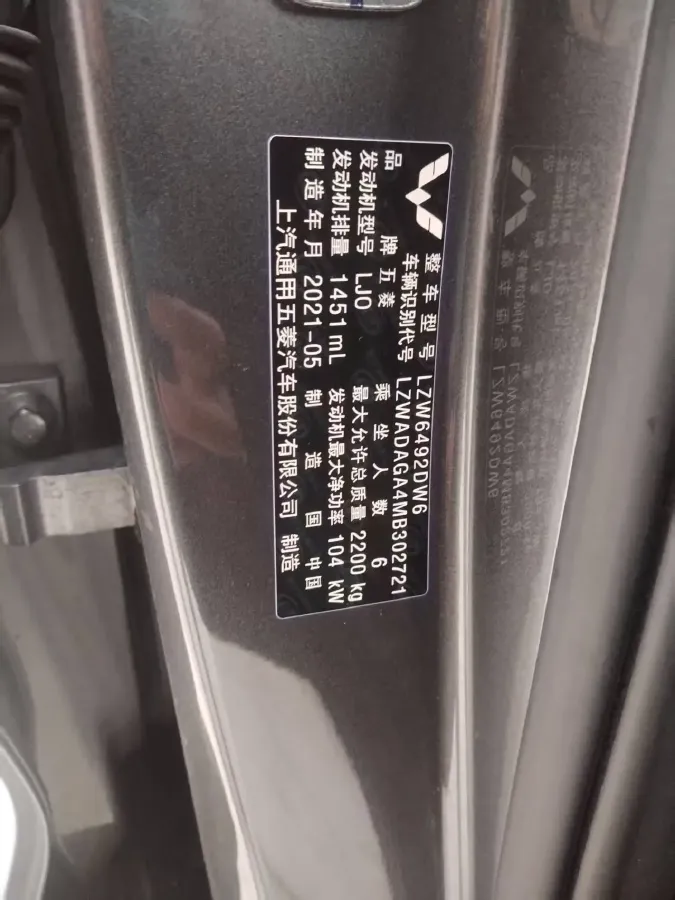 整车型号 LZW6492DW6
车辆识别代号 LZWADAGA4MB302721
品牌 五菱 乘坐人数 6
发动机型号 LJO 最大允许总质量 2200 kg
发动机排量 1451 mL 发动机最大净功率 104 kW
制造年月 2021-05 制造国 中国
上汽通用五菱汽车股份有限公司 制造